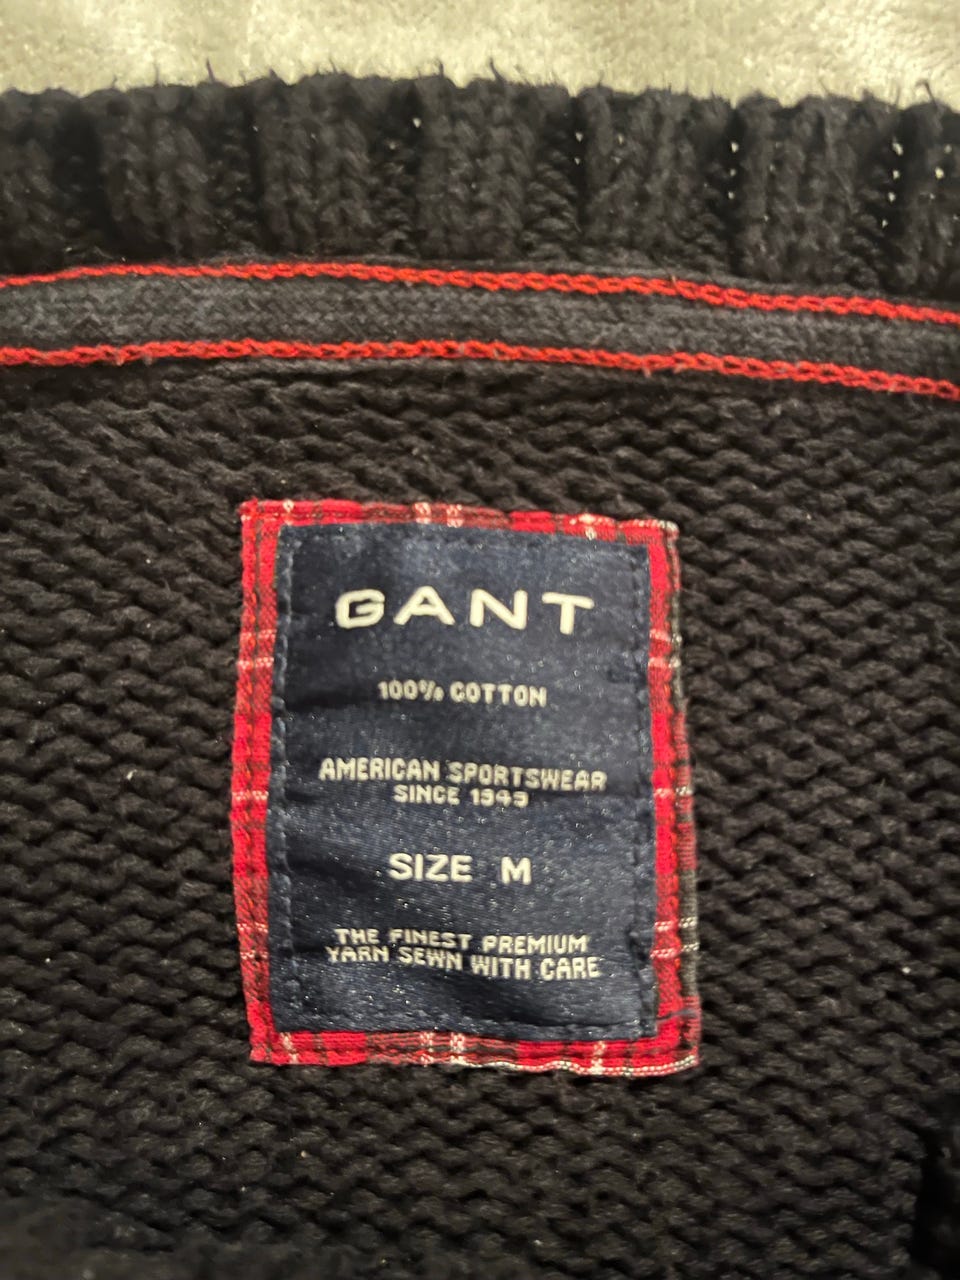 GANT
100% COTTON
AMERICAN SPORTSWEAR
SINCE 1949
SIZE M
THE FINEST PREMIUM
YARN SEWN WITH CARE